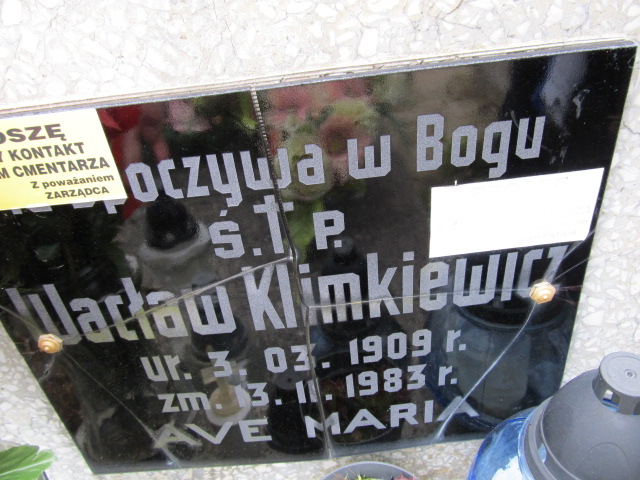 OSZĘ
Y KONTAKT
M CMENTARZA
Z poważaniem
ZARZĄDCA
poczywa w Bogu
Ś.T P.
Wacław Klimkiewicz
ur. 3. 03. 1909 r.
zm. 13. 11. 1983 r.
AVE MARIA